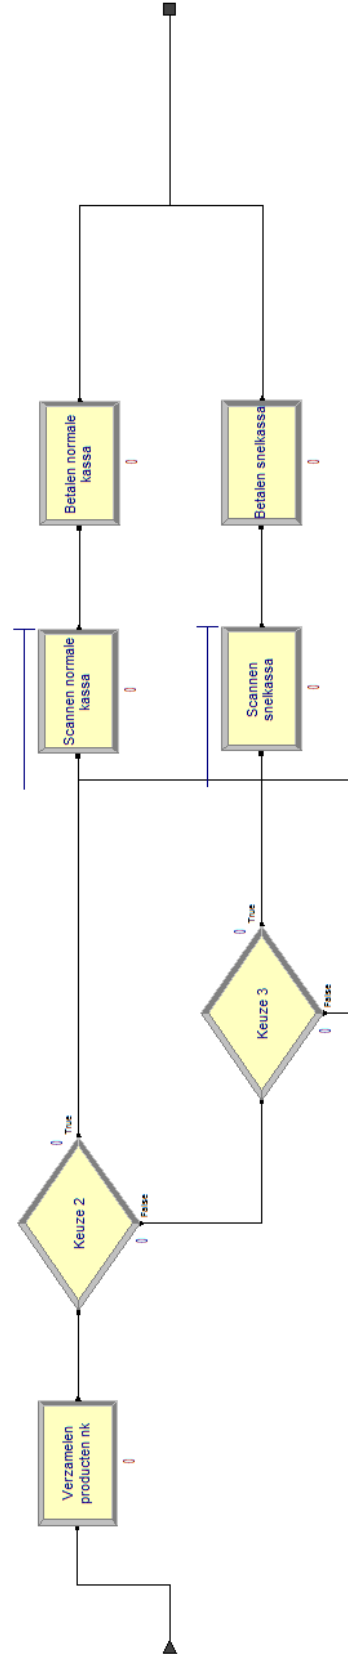 Verzamelen
producten nk
0
Keuze 2
0
True
0
False
Scannen normale
kassa
0
Betalen normale
kassa
0
Keuze 3
0
True
0
False
Scannen
snelkassa
0
Betalen snelkassa
0